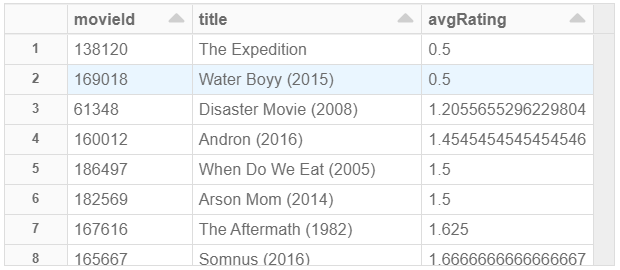 movieId title avgRating
1 138120 The Expedition 0.5
2 169018 Water Boyy (2015) 0.5
3 61348 Disaster Movie (2008) 1.2055655296229804
4 160012 Andron (2016) 1.4545454545454546
5 186497 When Do We Eat (2005) 1.5
6 182569 Arson Mom (2014) 1.5
7 167616 The Aftermath (1982) 1.625
8 165667 Somnus (2016) 1.6666666666666667